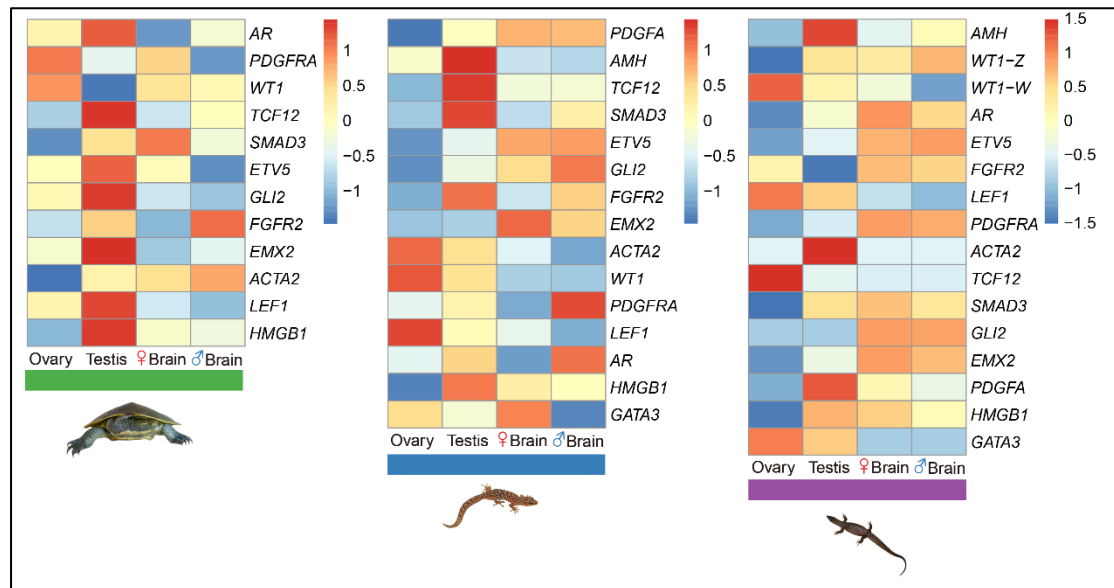 1
0.5
0
−0.5
−1
AR
PDGFRA
WT1
TCF12
SMAD3
ETV5
GLI2
FGFR2
EMX2
ACTA2
LEF1
HMGB1
Ovary Testis ♀Brain ♂Brain
1
0.5
0
−0.5
−1
PDGFA
AMH
TCF12
SMAD3
ETV5
GLI2
FGFR2
EMX2
ACTA2
WT1
PDGFRA
LEF1
AR
HMGB1
GATA3
Ovary Testis ♀Brain ♂Brain
1.5
1
0.5
0
−0.5
−1
−1.5
AMH
WT1−Z
WT1−W
AR
ETV5
FGFR2
LEF1
PDGFRA
ACTA2
TCF12
SMAD3
GLI2
EMX2
PDGFA
HMGB1
GATA3
Ovary Testis ♀Brain ♂Brain